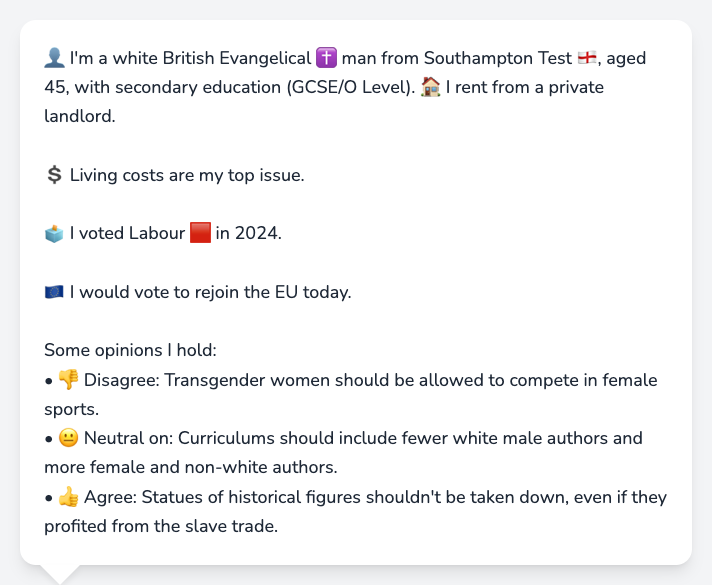 👤 I'm a white British Evangelical ✝️ man from Southampton Test 🏴󠁧󠁢󠁥󠁮󠁧󠁿, aged
45, with secondary education (GCSE/O Level). 🏠 I rent from a private
landlord.
💲 Living costs are my top issue.
🗳️ I voted Labour 🟥 in 2024.
🇪🇺 I would vote to rejoin the EU today.
Some opinions I hold:
• 👎 Disagree: Transgender women should be allowed to compete in female
sports.
• 😐 Neutral on: Curriculums should include fewer white male authors and
more female and non-white authors.
• 👍 Agree: Statues of historical figures shouldn't be taken down, even if they
profited from the slave trade.